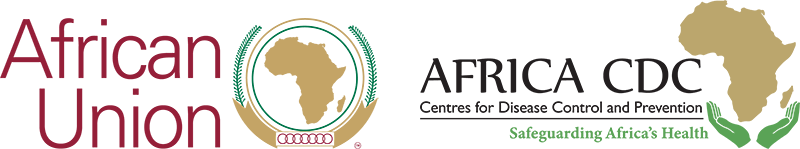 African
Union
AFRICA CDC
Centres for Disease Control and Prevention
Safeguarding Africa's Health